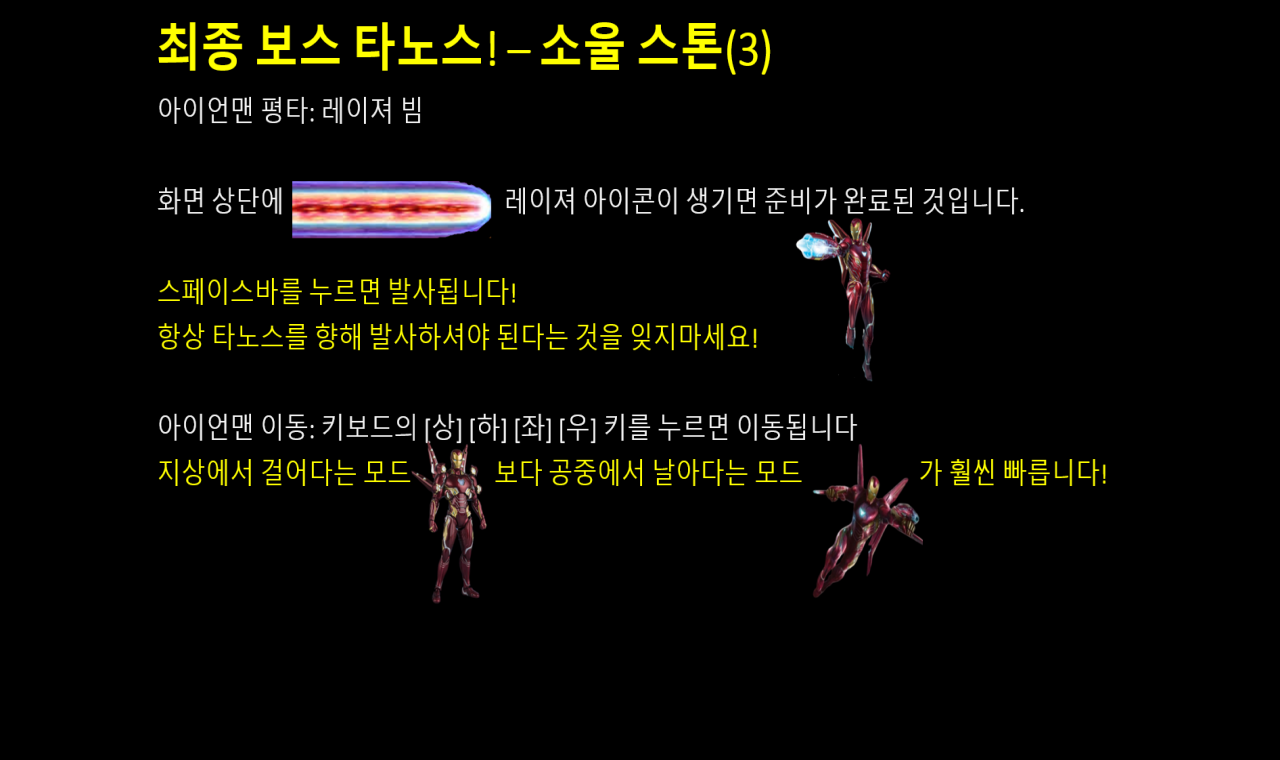 최종 보스 타노스! – 소울 스톤(3)
아이언맨 평타: 레이져 빔
화면 상단에 레이져 아이콘이 생기면 준비가 완료된 것입니다.
스페이스바를 누르면 발사됩니다!
항상 타노스를 향해 발사하셔야 된다는 것을 잊지마세요!
아이언맨 이동: 키보드의 [상] [하] [좌] [우] 키를 누르면 이동됩니다
지상에서 걸어다는 모드 보다 공중에서 날아다는 모드 가 훨씬 빠릅니다!